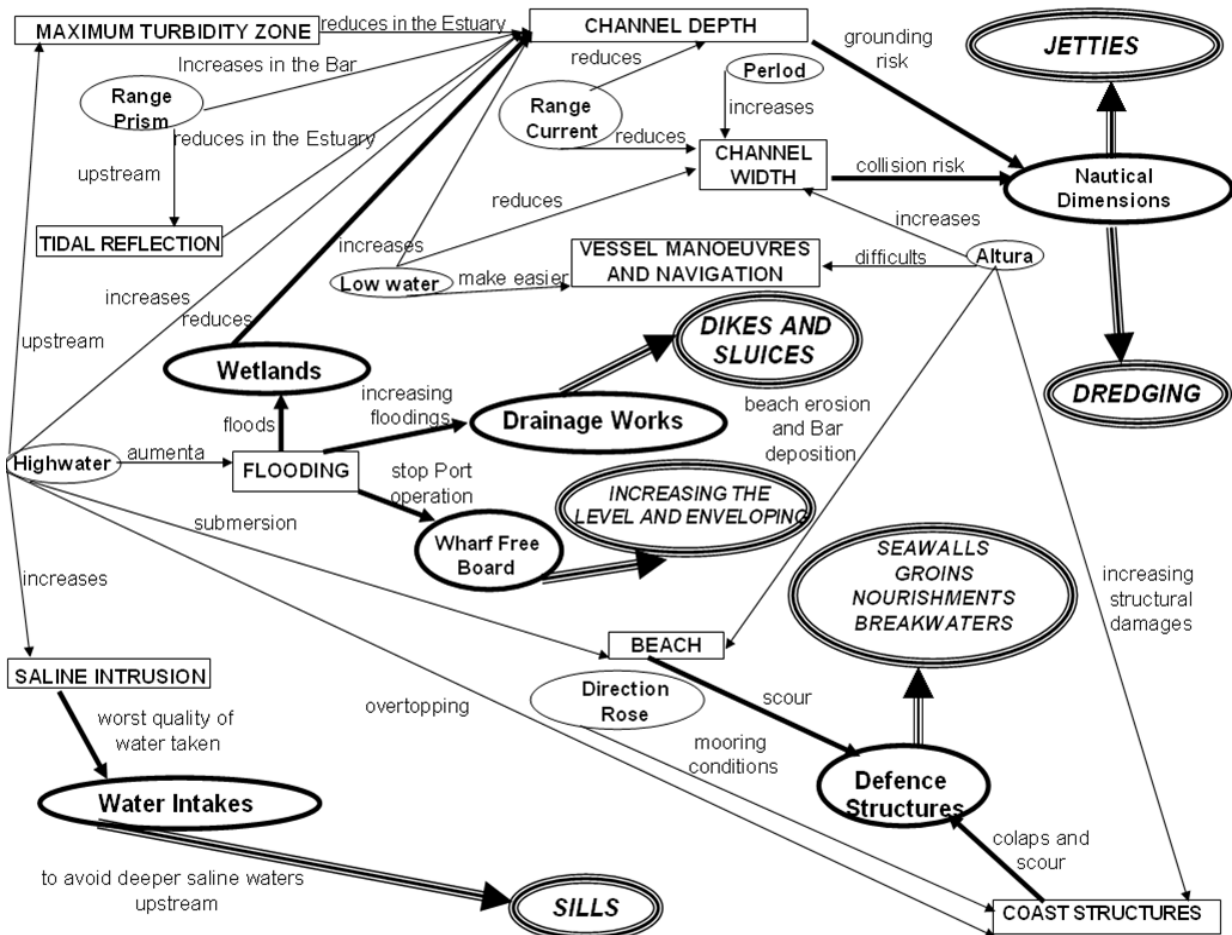 MAXIMUM TURBIDITY ZONE
reduces in the Estuary
CHANNEL DEPTH
grounding
risk
JETTIES
Increases in the Bar
reduces
Period
Range
Prism
Range
Current
increases
reduces in the Estuary
reduces
CHANNEL
WIDTH
collision risk
Nautical
Dimensions
upstream
reduces
increases
TIDAL REFLECTION
increases
VESSEL MANOEUVRES
AND NAVIGATION
difficults
Altura
Low water
make easier
increases
reduces
upstream
DIKES AND
SLUICES
Wetlands
DREDGING
increasing
floodings
Drainage Works
beach erosion
and Bar
deposition
floods
Highwater
aumenta
FLOODING
stop Port
operation
INCREASING THE
LEVEL AND ENVELOPING
submersion
Wharf Free
Board
SEAWALLS
GROINS
NOURISHMENTS
BREAKWATERS
increases
increasing
structural
damages
BEACH
SALINE INTRUSION
Direction
Rose
scour
overtopping
worst quality of
water taken
mooring
conditions
Defence
Structures
Water Intakes
colaps and
scour
to avoid deeper saline waters
upstream
SILLS
COAST STRUCTURES